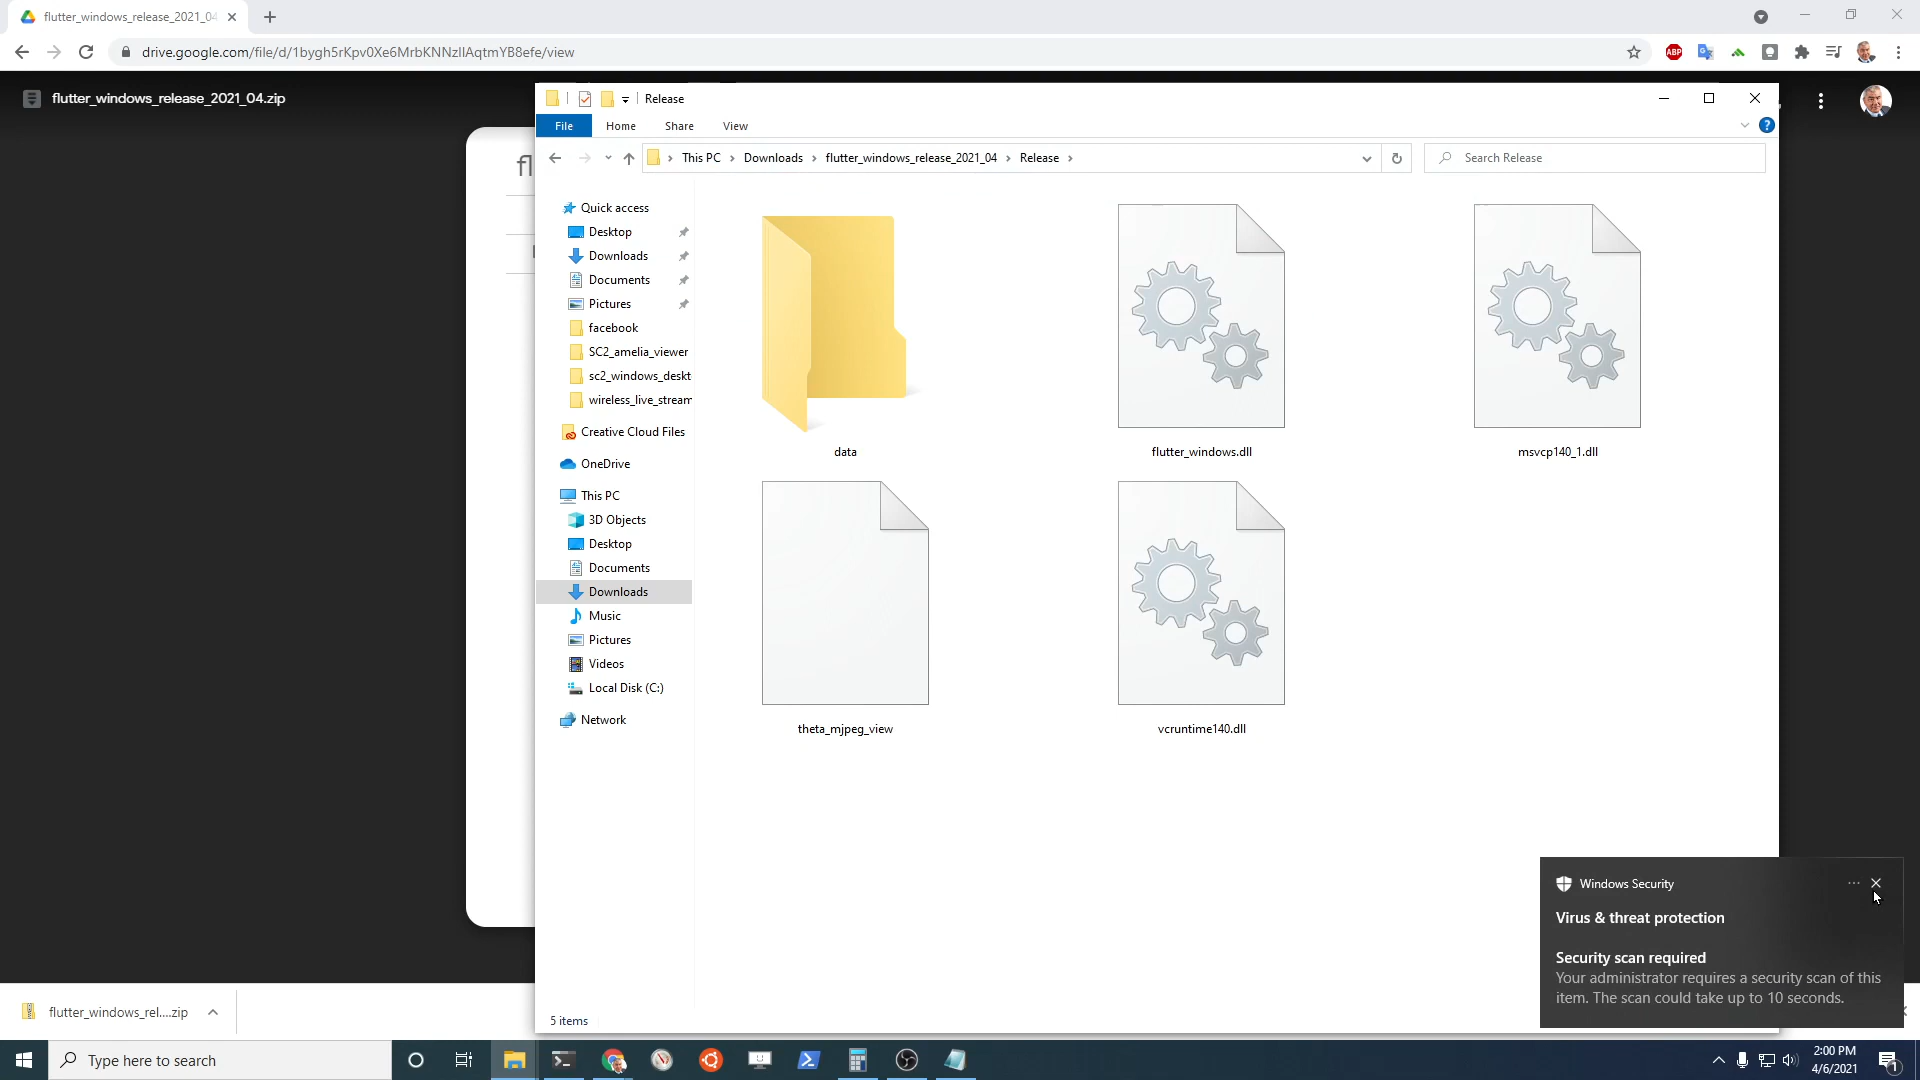 flutter_windows_release_2021_04
drive.google.com/file/d/1bygh5rKpv0Xe6MrbKNNzIIAqtmYB8efe/view
ABP
flutter_windows_release_2021_04.zip
fl
Release
File
Home
Share
View
?
This PC
Downloads
flutter_windows_release_2021_04
Release
Search Release
Quick access
Desktop
Downloads
Documents
Pictures
facebook
SC2_amelia_viewer
sc2_windows_deskt
wireless_live_stream
Creative Cloud Files
OneDrive
This PC
3D Objects
Desktop
Documents
Downloads
Music
Pictures
Videos
Local Disk (C:)
Network
data
flutter_windows.dll
msvcp140_1.dll
theta_mjpeg_view
vcruntime140.dll
5 items
Windows Security
Virus & threat protection
Security scan required
Your administrator requires a security scan of this
item. The scan could take up to 10 seconds.
flutter_windows_rel....zip
Type here to search
2:00 PM
4/6/2021
1